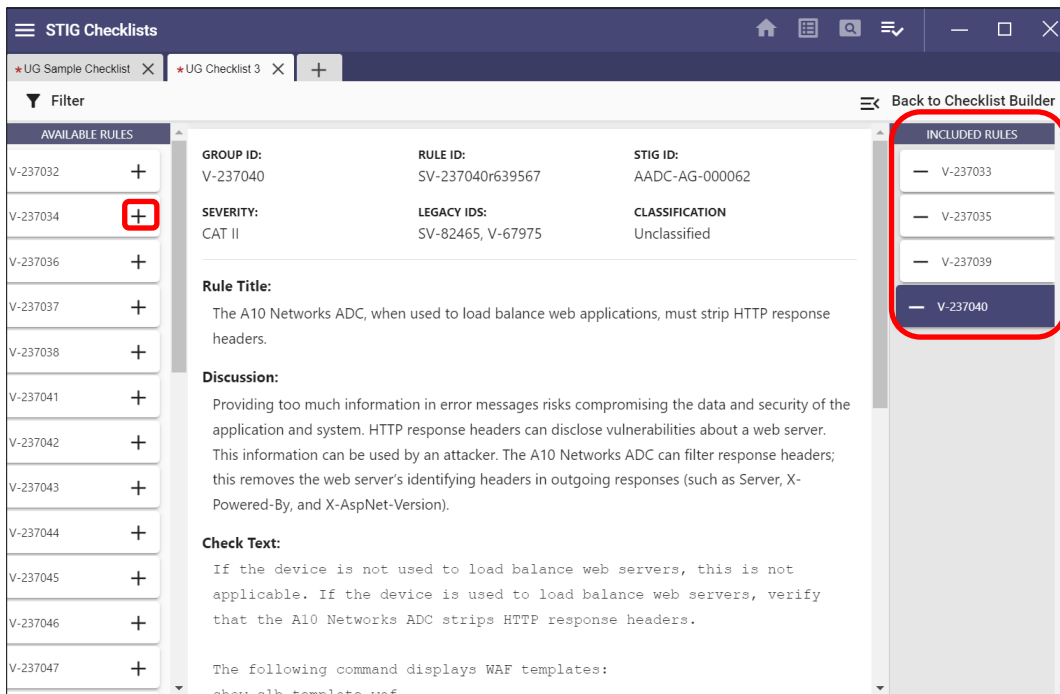 STIG Checklists
*UG Sample Checklist
*UG Checklist 3
Filter
Back to Checklist Builder
AVAILABLE RULES
V-237032
V-237034
V-237036
V-237037
V-237038
V-237041
V-237042
V-237043
V-237044
V-237045
V-237046
V-237047
GROUP ID:
V-237040
RULE ID:
SV-237040r639567
STIG ID:
AADC-AG-000062
SEVERITY:
CAT II
LEGACY IDS:
SV-82465, V-67975
CLASSIFICATION
Unclassified
Rule Title:
The A10 Networks ADC, when used to load balance web applications, must strip HTTP response
headers.
Discussion:
Providing too much information in error messages risks compromising the data and security of the
application and system. HTTP response headers can disclose vulnerabilities about a web server.
This information can be used by an attacker. The A10 Networks ADC can filter response headers;
this removes the web server's identifying headers in outgoing responses (such as Server, X-
Powered-By, and X-AspNet-Version).
Check Text:
If the device is not used to load balance web servers, this is not
applicable. If the device is used to load balance web servers, verify
that the A10 Networks ADC strips HTTP response headers.
The following command displays WAF templates:
show slb template waf
INCLUDED RULES
V-237033
V-237035
V-237039
V-237040